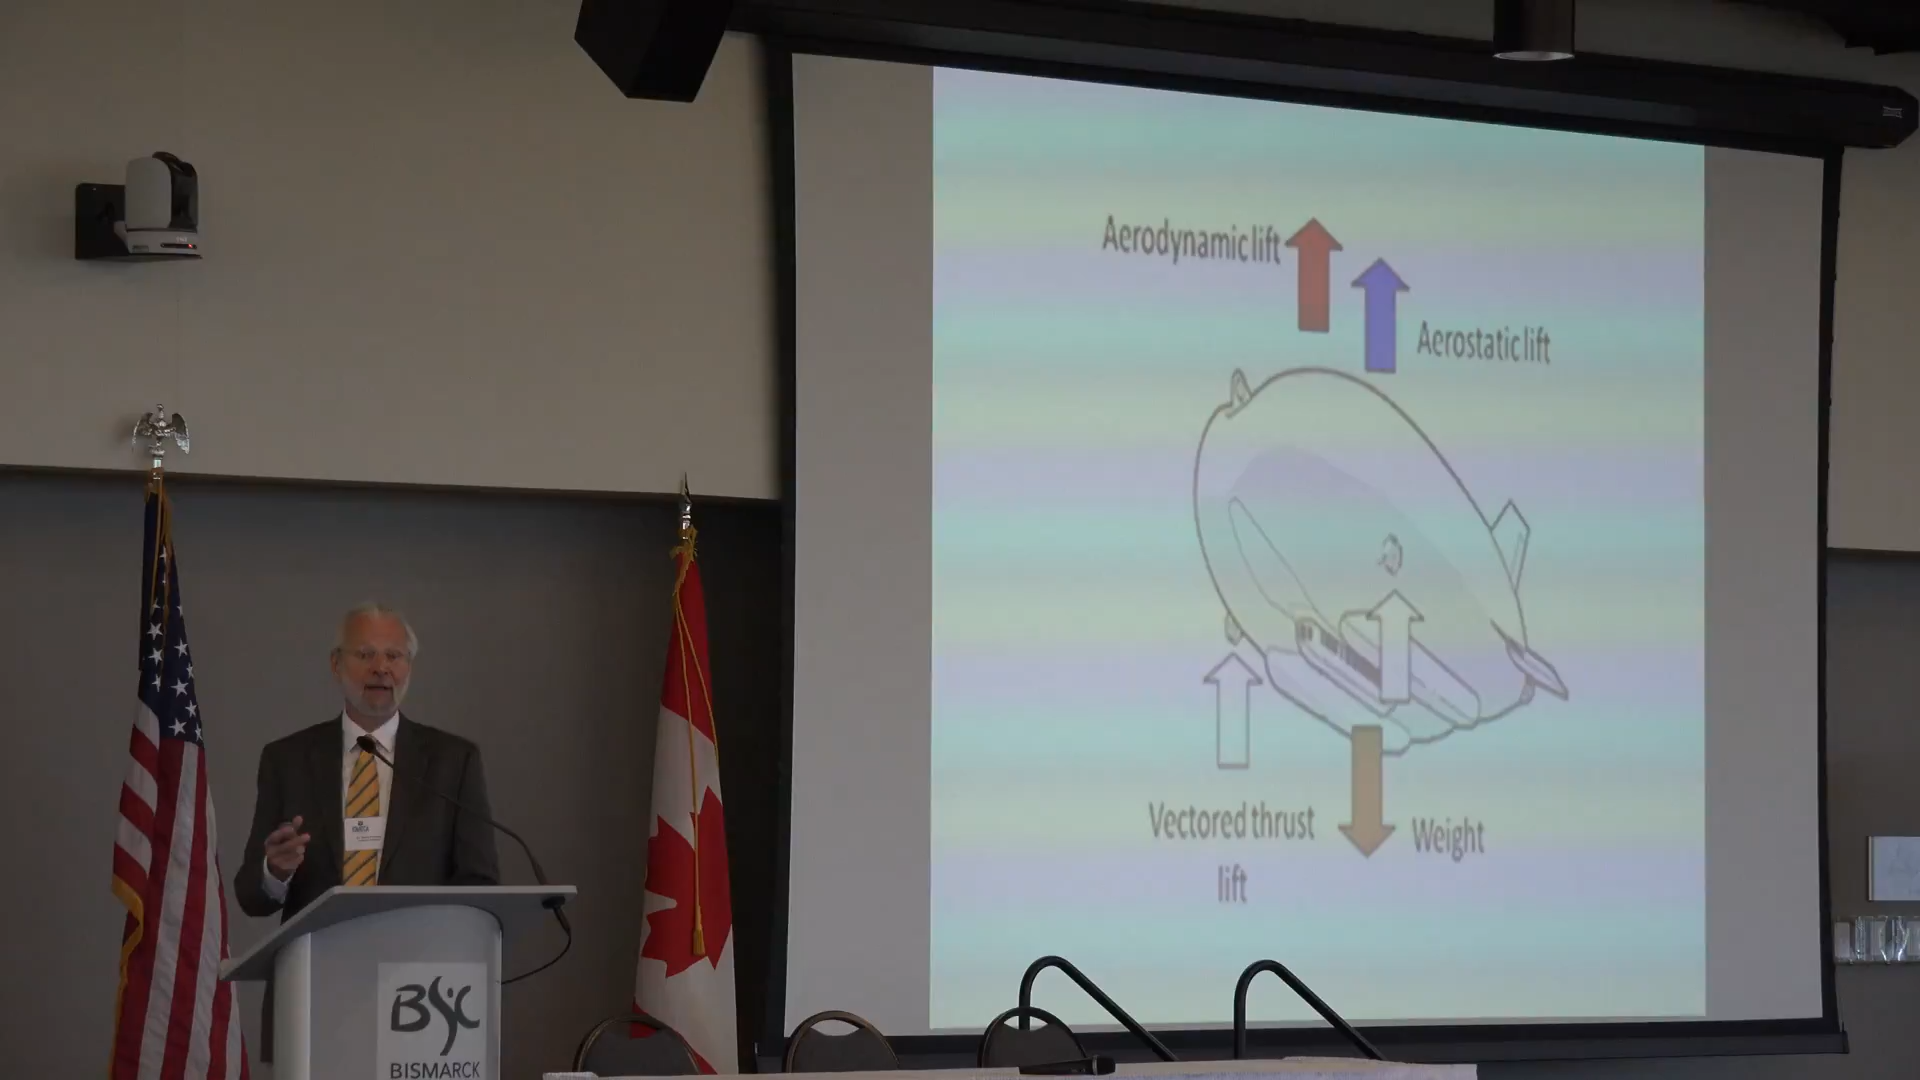 Aerodynamic lift
Aerostatic lift
Vectored thrust
lift
Weight
BSC
BISMARCK